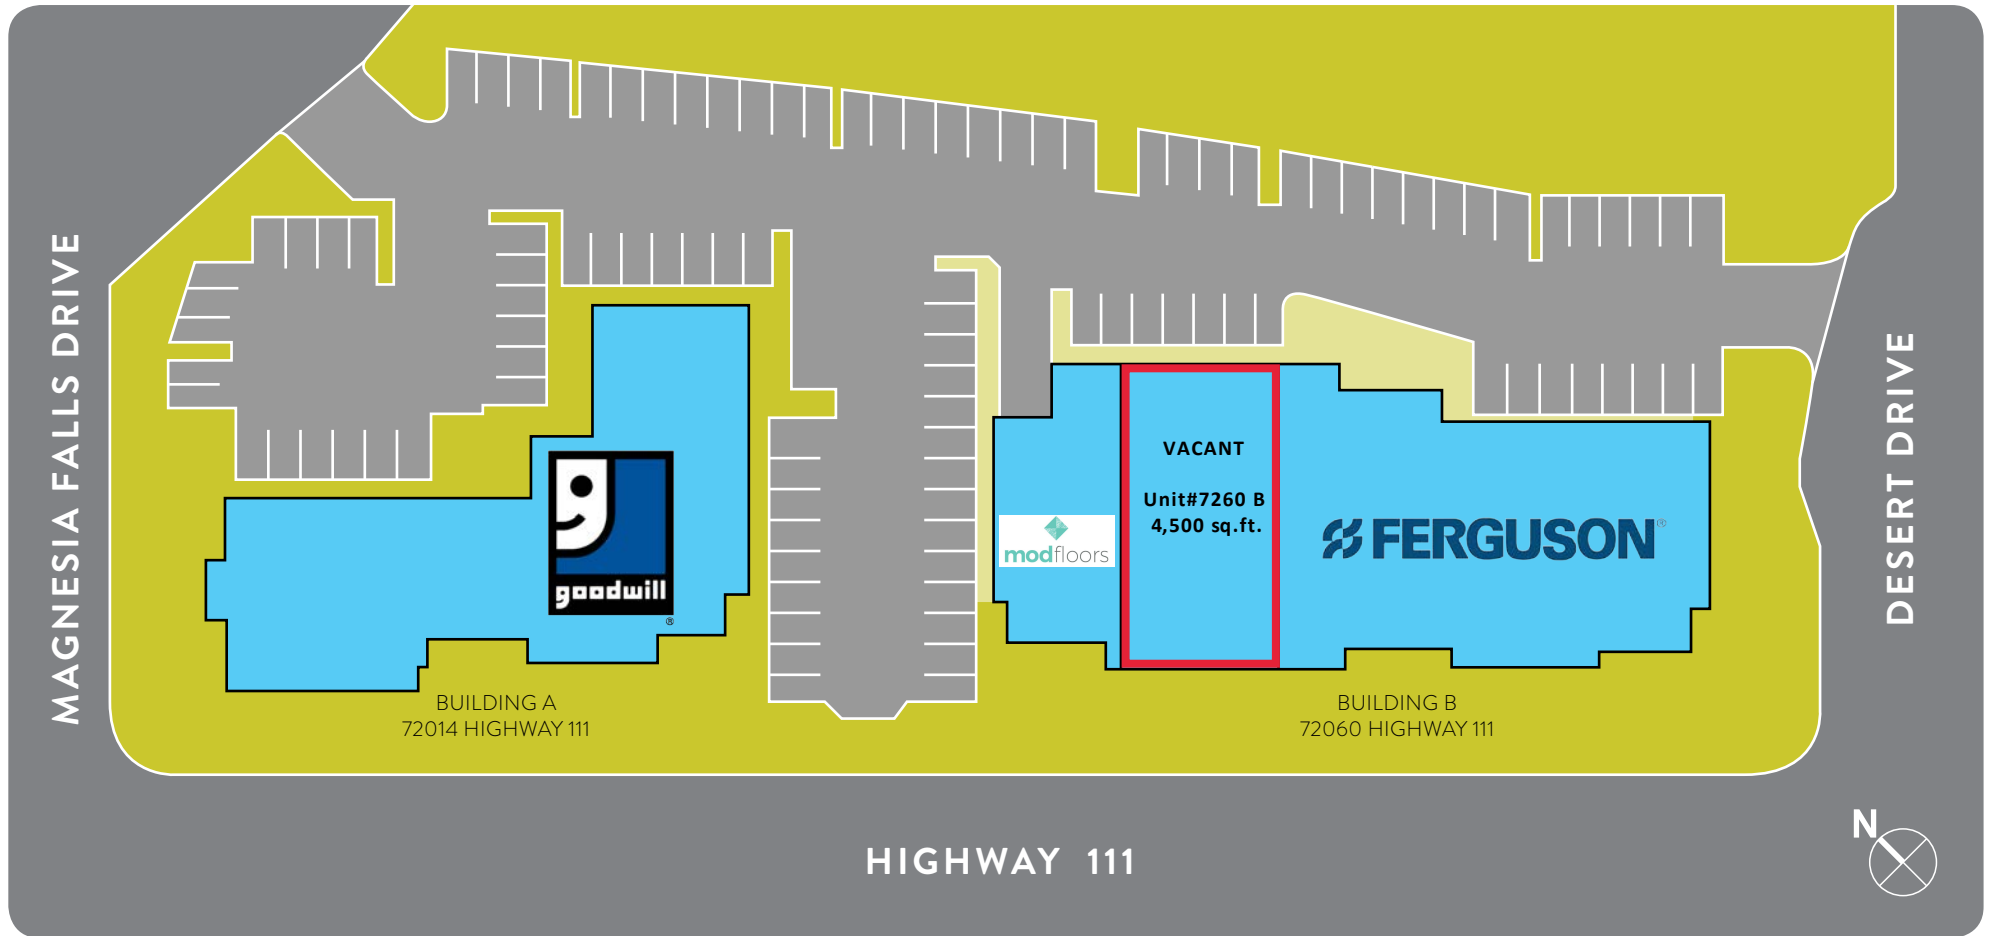 MAGNESIA FALLS DRIVE
goodwill
®
BUILDING A
72014 HIGHWAY 111
modfloors
VACANT
Unit#7260 B
4,500 sq.ft.
FERGUSON®
BUILDING B
72060 HIGHWAY 111
DESERT DRIVE
HIGHWAY 111
N